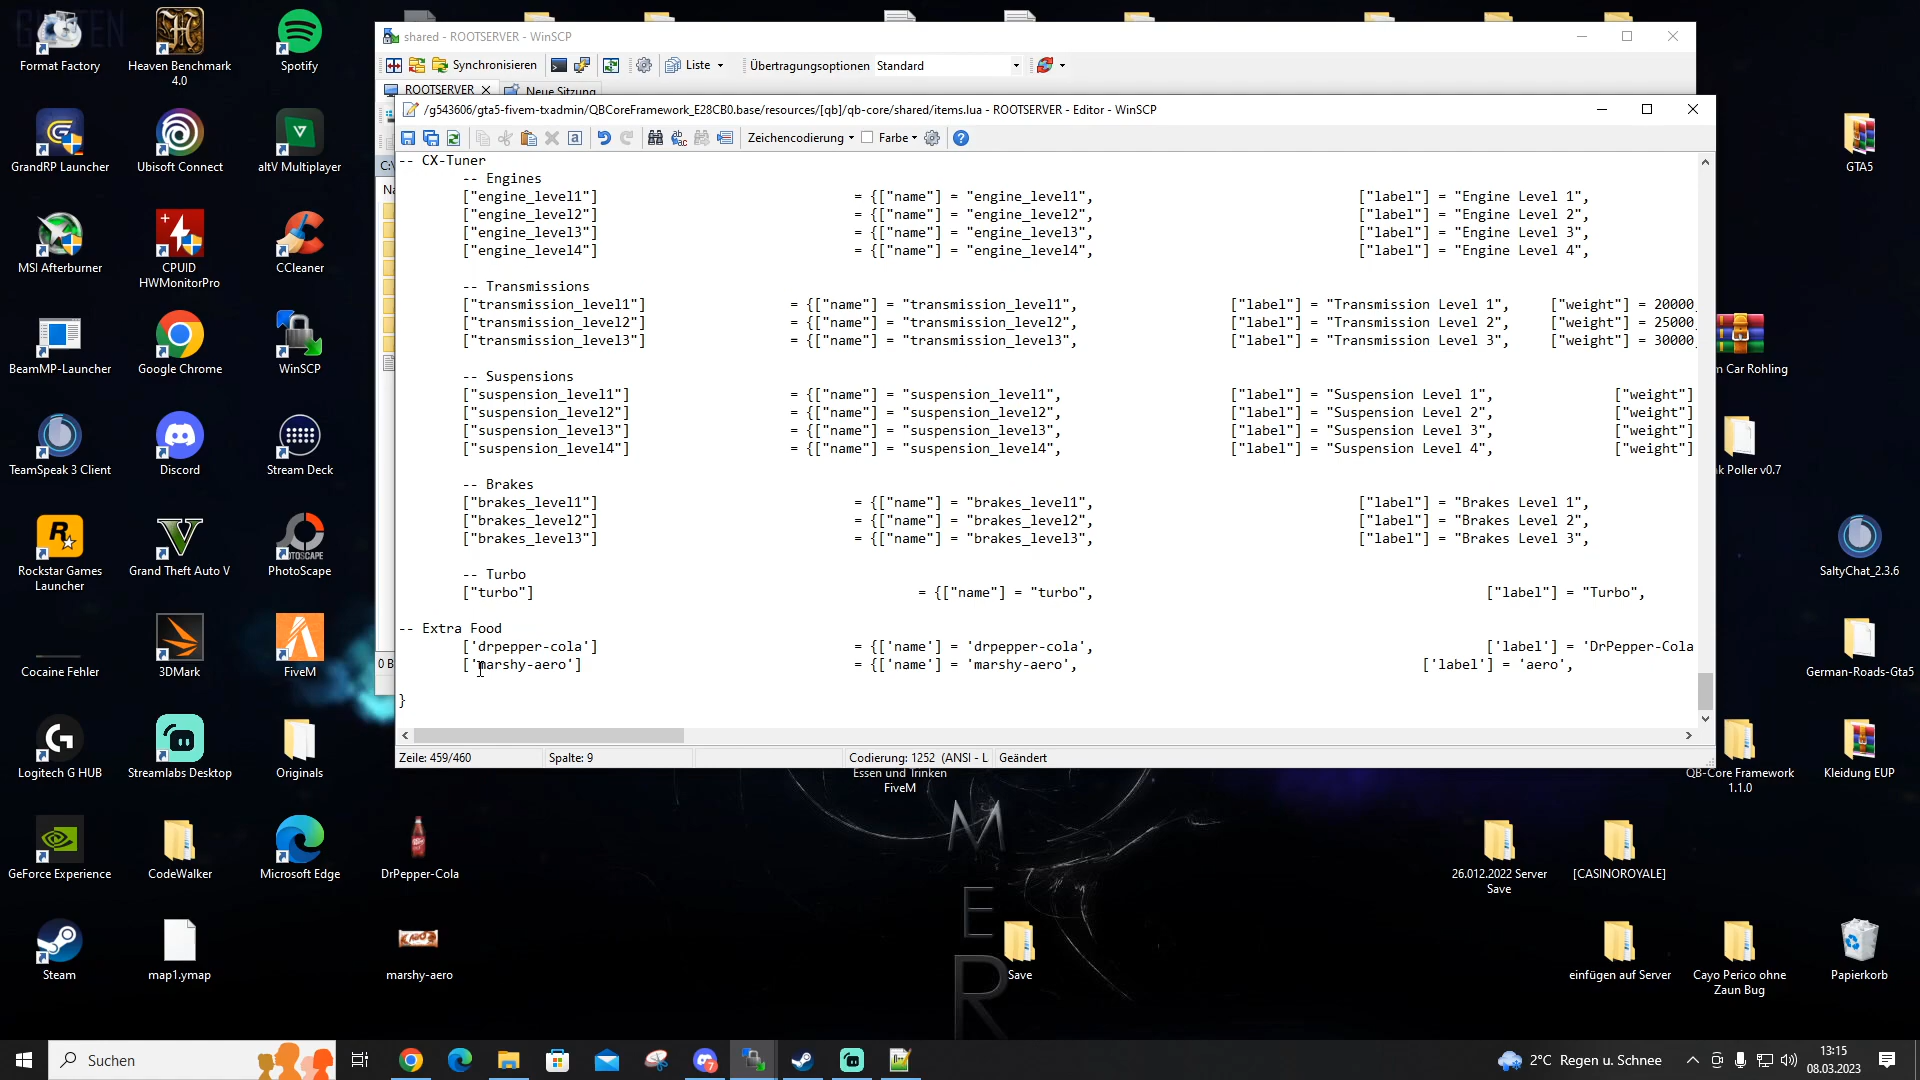 Format Factory
Heaven Benchmark
4.0
Spotify
GrandRP Launcher
Ubisoft Connect
altV Multiplayer
MSI Afterburner
CPUID
HWMonitorPro
CCleaner
BeamMP-Launcher
Google Chrome
WinSCP
TeamSpeak 3 Client
Discord
Stream Deck
Rockstar Games
Launcher
Grand Theft Auto V
PhotoScape
Cocaine Fehler
3DMark
FiveM
Logitech G HUB
Streamlabs Desktop
Originals
GeForce Experience
CodeWalker
Microsoft Edge
DrPepper-Cola
Steam
map1.ymap
marshy-aero
shared - ROOTSERVER - WinSCP
Synchronisieren
Liste
Übertragungsoptionen Standard
ROOTSERVER
Neue Sitzung
/g543606/gta5-fivem-txadmin/QBCoreFramework_E28CB0.base/resources/[qb]/qb-core/shared/items.lua - ROOTSERVER - Editor - WinSCP
Zeichencodierung
Farbe
-- CX-Tuner
-- Engines
["engine_level1"] = {["name"] = "engine_level1", ["label"] = "Engine Level 1",
["engine_level2"] = {["name"] = "engine_level2", ["label"] = "Engine Level 2",
["engine_level3"] = {["name"] = "engine_level3", ["label"] = "Engine Level 3",
["engine_level4"] = {["name"] = "engine_level4", ["label"] = "Engine Level 4",
-- Transmissions
["transmission_level1"] = {["name"] = "transmission_level1", ["label"] = "Transmission Level 1", ["weight"] = 20000
["transmission_level2"] = {["name"] = "transmission_level2", ["label"] = "Transmission Level 2", ["weight"] = 25000
["transmission_level3"] = {["name"] = "transmission_level3", ["label"] = "Transmission Level 3", ["weight"] = 30000
-- Suspensions
["suspension_level1"] = {["name"] = "suspension_level1", ["label"] = "Suspension Level 1", ["weight"]
["suspension_level2"] = {["name"] = "suspension_level2", ["label"] = "Suspension Level 2", ["weight"]
["suspension_level3"] = {["name"] = "suspension_level3", ["label"] = "Suspension Level 3", ["weight"]
["suspension_level4"] = {["name"] = "suspension_level4", ["label"] = "Suspension Level 4", ["weight"]
-- Brakes
["brakes_level1"] = {["name"] = "brakes_level1", ["label"] = "Brakes Level 1",
["brakes_level2"] = {["name"] = "brakes_level2", ["label"] = "Brakes Level 2",
["brakes_level3"] = {["name"] = "brakes_level3", ["label"] = "Brakes Level 3",
-- Turbo
["turbo"] = {["name"] = "turbo", ["label"] = "Turbo",
-- Extra Food
['drpepper-cola'] = {['name'] = 'drpepper-cola', ['label'] = 'DrPepper-Cola
['marshy-aero'] = {['name'] = 'marshy-aero', ['label'] = 'aero',
}
Zeile: 459/460
Spalte: 9
Codierung: 1252 (ANSI - L
Geändert
0 B
Essen und Trinken
FiveM
M
E
R
Save
GTA5
m Car Rohling
k Poller v0.7
SaltyChat_2.3.6
German-Roads-Gta5
QB-Core Framework
1.1.0
Kleidung EUP
26.012.2022 Server
Save
[CASINOROYALE]
einfügen auf Server
Cayo Perico ohne
Zaun Bug
Papierkorb
Suchen
2°C Regen u. Schnee
13:15
08.03.2023